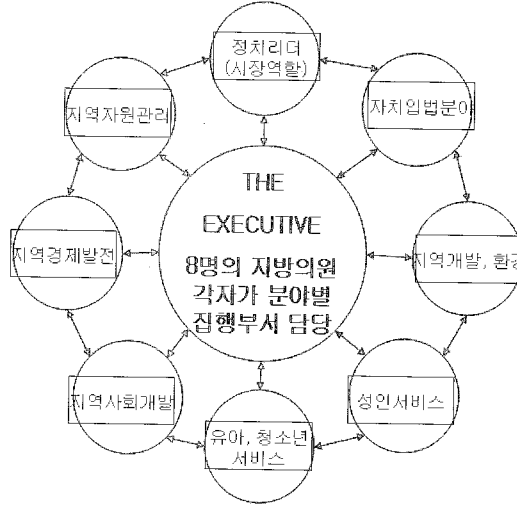 정치리더
(시장역할)
지역자원관리
자치입법분야
THE
EXECUTIVE
8명의 지방의원
각자가 분야별
집행부서 담당
지역경제발전
지역개발, 환경
지역사회개발
성인서비스
유아, 청소년
서비스